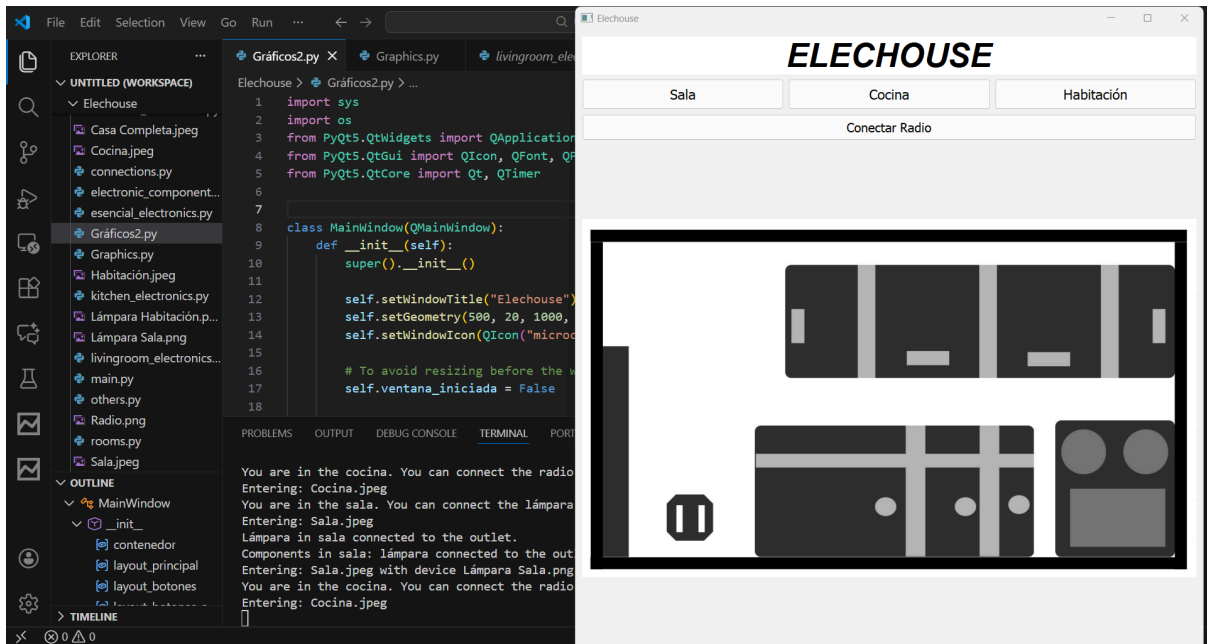 File Edit Selection View Go Run ··· ← →
EXPLORER ···
UNTITLED (WORKSPACE)
Elechouse
Casa Completa.jpeg
Cocina.jpeg
connections.py
electronic_component...
esencial_electronics.py
Gráficos2.py
Graphics.py
Habitación.jpeg
kitchen_electronics.py
Lámpara Habitación.p...
Lámpara Sala.png
livingroom_electronics...
main.py
others.py
Radio.png
rooms.py
Sala.jpeg
OUTLINE
MainWindow
__init__
contenedor
layout_principal
layout_botones
TIMELINE
0 0
Gráficos2.py Graphics.py livingroom_ele
Elechouse > Gráficos2.py > ...
1 import sys
2 import os
3 from PyQt5.QtWidgets import QApplication
4 from PyQt5.QtGui import QIcon, QFont, QP
5 from PyQt5.QtCore import Qt, QTimer
6
7
8 class MainWindow(QMainWindow):
9 def __init__(self):
10 super().__init__()
11
12 self.setWindowTitle("Elechouse")
13 self.setGeometry(500, 20, 1000,
14 self.setWindowIcon(QIcon("microc
15
16 # To avoid resizing before the w
17 self.ventana_iniciada = False
18
PROBLEMS OUTPUT DEBUG CONSOLE TERMINAL PORT
You are in the cocina. You can connect the radio
Entering: Cocina.jpeg
You are in the sala. You can connect the lámpara
Entering: Sala.jpeg
Lámpara in sala connected to the outlet.
Components in sala: lámpara connected to the outl
Entering: Sala.jpeg with device Lámpara Sala.png
You are in the cocina. You can connect the radio
Entering: Cocina.jpeg
Elechouse
ELECHOUSE
Sala Cocina Habitación
Conectar Radio